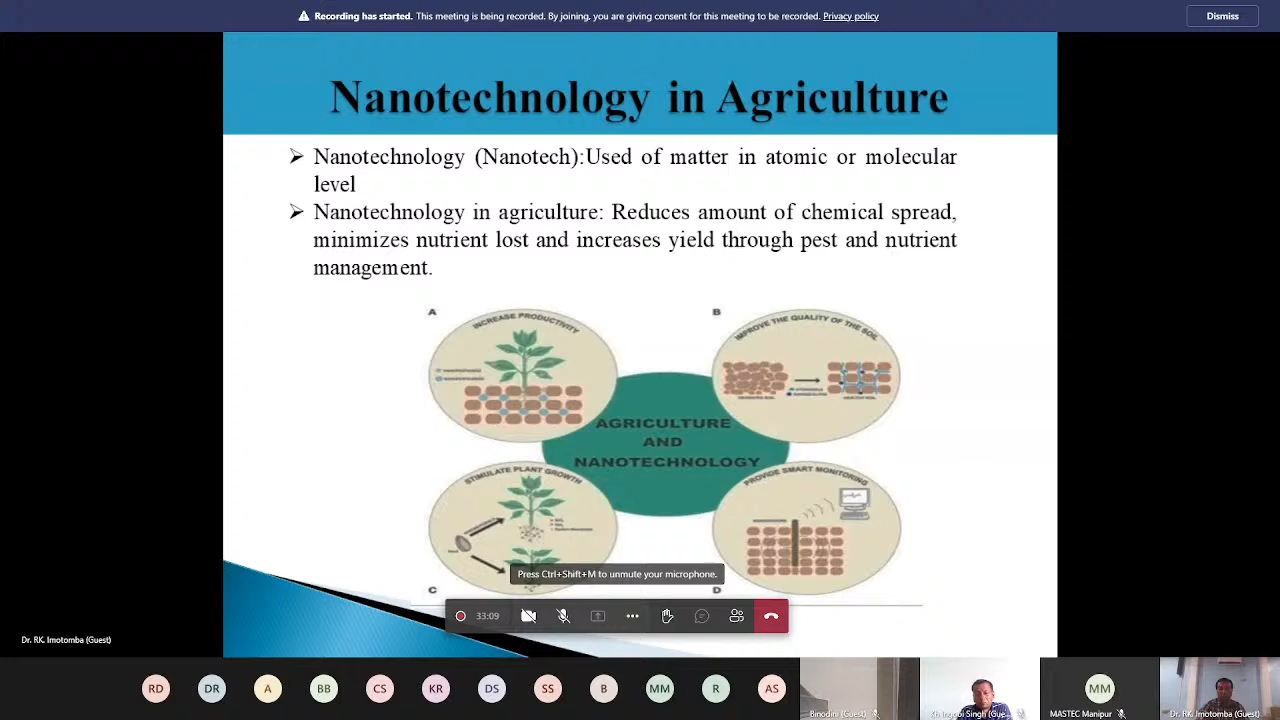 Recording has started. This meeting is being recorded. By joining, you are giving consent for this meeting to be recorded. Privacy policy
Dismiss
Nanotechnology in Agriculture
➢ Nanotechnology (Nanotech):Used of matter in atomic or molecular
level
➢ Nanotechnology in agriculture: Reduces amount of chemical spread,
minimizes nutrient lost and increases yield through pest and nutrient
management.
A
INCREASE PRODUCTIVITY
B
IMPROVE THE QUALITY OF THE SOIL
HEALTHY SOIL
AGRICULTURE
AND
NANOTECHNOLOGY
STIMULATE PLANT GROWTH
C
PROVIDE SMART MONITORING
D
Press Ctrl+Shift+M to unmute your microphone.
33:09
Dr. RK. Imotomba (Guest)
RD
DR
A
BB
CS
KR
DS
SS
B
MM
R
AS
Binodini (Guest)
Singh (Gue...
MM
MASTEC Manipur
Dr. RK. Imotomba (Guest)